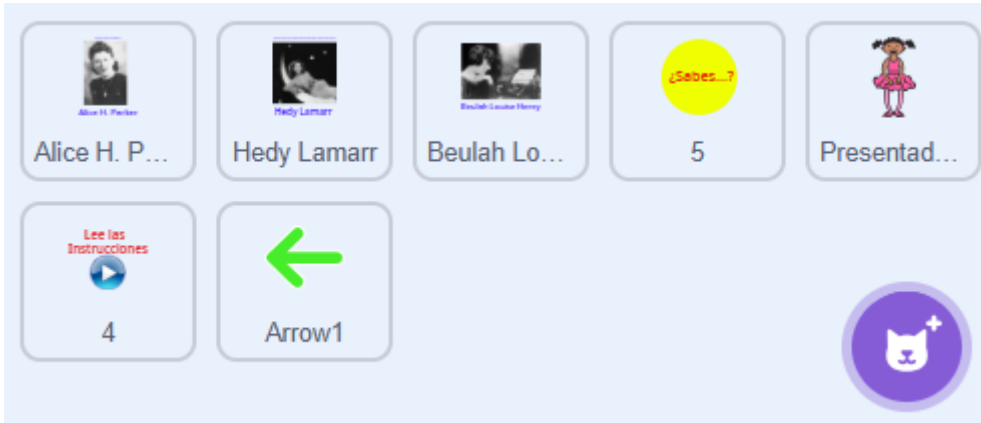 Alice H. Parker
Hedy Lamarr
Beulah Louise Henry
¿Sabes...?
Alice H. P...
Hedy Lamarr
Beulah Lo...
5
Presentad...
Lee las
Instrucciones
4
Arrow1